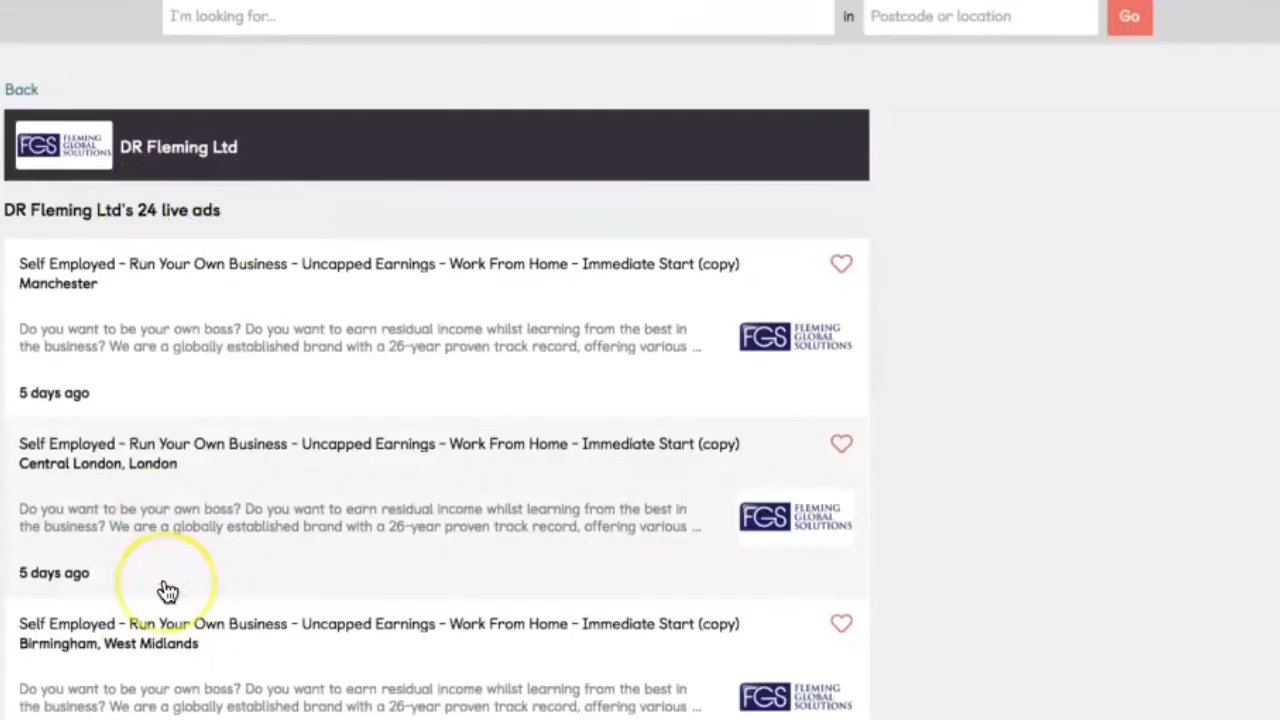 I'm looking for...
in
Postcode or location
Go
Back
FGS FLEMING GLOBAL SOLUTIONS
DR Fleming Ltd
DR Fleming Ltd's 24 live ads
Self Employed - Run Your Own Business - Uncapped Earnings - Work From Home - Immediate Start (copy)
Manchester
Do you want to be your own boss? Do you want to earn residual income whilst learning from the best in
the business? We are a globally established brand with a 26-year proven track record, offering various ...
FGS FLEMING GLOBAL SOLUTIONS
5 days ago
Self Employed - Run Your Own Business - Uncapped Earnings - Work From Home - Immediate Start (copy)
Central London, London
Do you want to be your own boss? Do you want to earn residual income whilst learning from the best in
the business? We are a globally established brand with a 26-year proven track record, offering various ...
FGS FLEMING GLOBAL SOLUTIONS
5 days ago
Self Employed - Run Your Own Business - Uncapped Earnings - Work From Home - Immediate Start (copy)
Birmingham, West Midlands
Do you want to be your own boss? Do you want to earn residual income whilst learning from the best in
the business? We are a globally established brand with a 26-year proven track record, offering various ...
FGS FLEMING GLOBAL SOLUTIONS